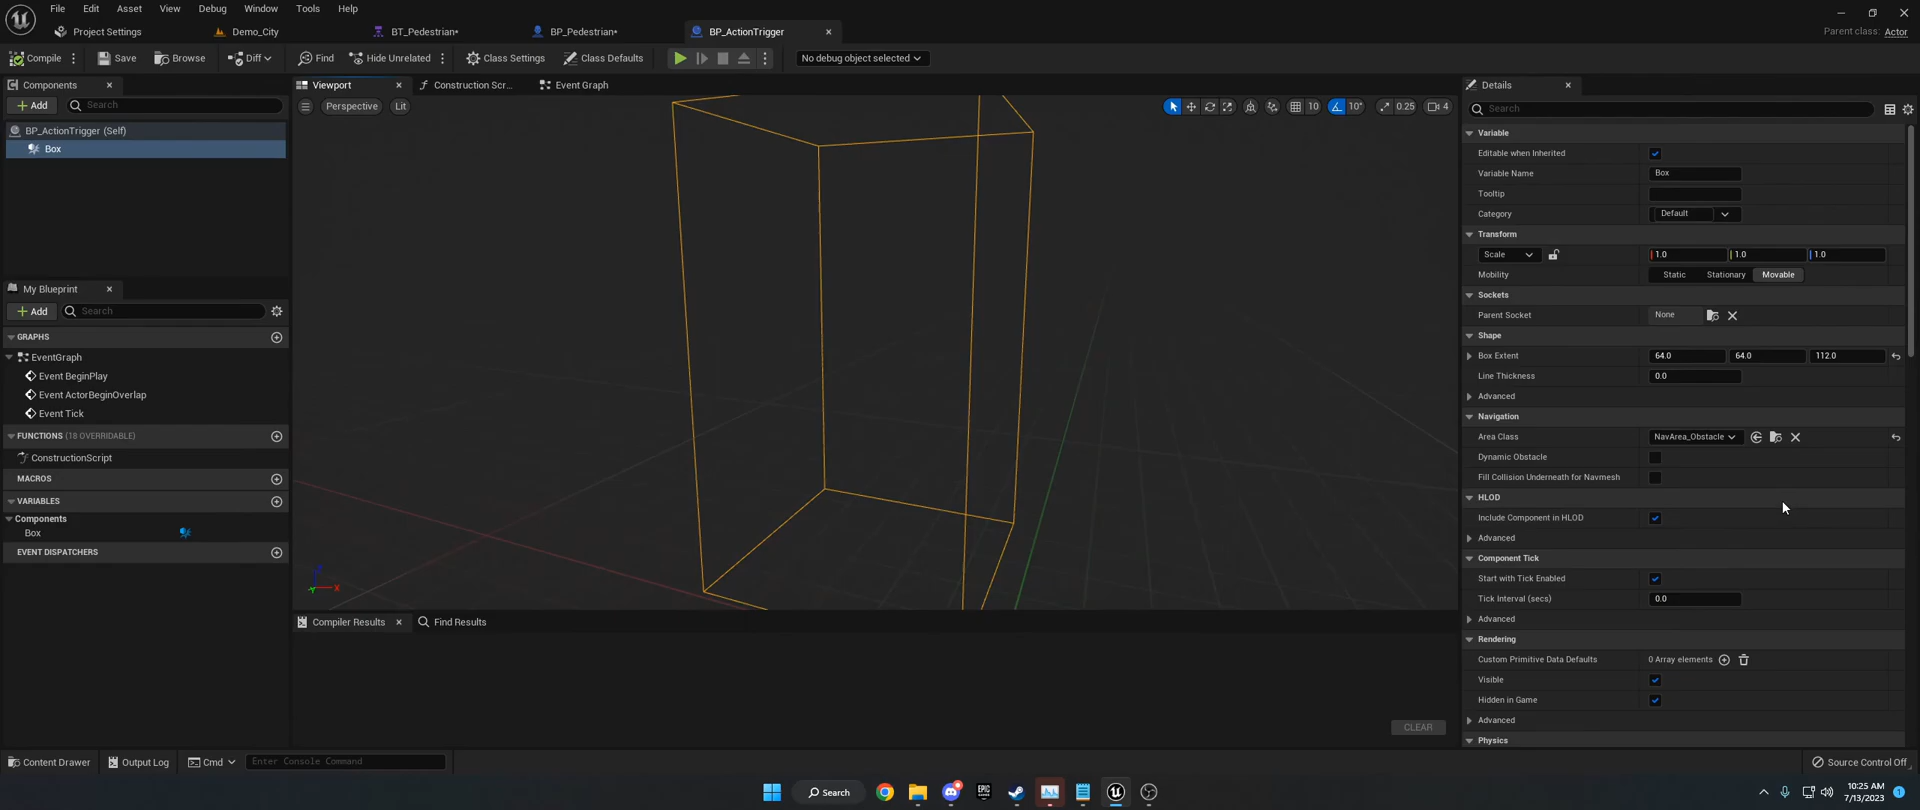 File Edit Asset View Debug Window Tools Help
Project Settings Demo_City BT_Pedestrian* BP_Pedestrian* BP_ActionTrigger Parent class: Actor
Compile Save Browse Diff Find Hide Unrelated Class Settings Class Defaults No debug object selected
Components Viewport Construction Scr... Event Graph Details
Add Search Perspective Lit 10 10° 0.25 4 Search
BP_ActionTrigger (Self)
Box
My Blueprint
Add Search
GRAPHS
EventGraph
Event BeginPlay
Event ActorBeginOverlap
Event Tick
FUNCTIONS (18 OVERRIDABLE)
ConstructionScript
MACROS
VARIABLES
Components
Box
EVENT DISPATCHERS
X
Compiler Results Find Results
CLEAR
Variable
Editable when Inherited
Variable Name Box
Tooltip
Category Default
Transform
Scale 1.0 1.0 1.0
Mobility Static Stationary Movable
Sockets
Parent Socket None
Shape
Box Extent 64.0 64.0 112.0
Line Thickness 0.0
Advanced
Navigation
Area Class NavArea_Obstacle
Dynamic Obstacle
Fill Collision Underneath for Navmesh
HLOD
Include Component in HLOD
Advanced
Component Tick
Start with Tick Enabled
Tick Interval (secs) 0.0
Advanced
Rendering
Custom Primitive Data Defaults 0 Array elements
Visible
Hidden in Game
Advanced
Physics
Content Drawer Output Log Cmd Enter Console Command Source Control Off
Search EPIC GAMES 10:25 AM
7/13/2023 1